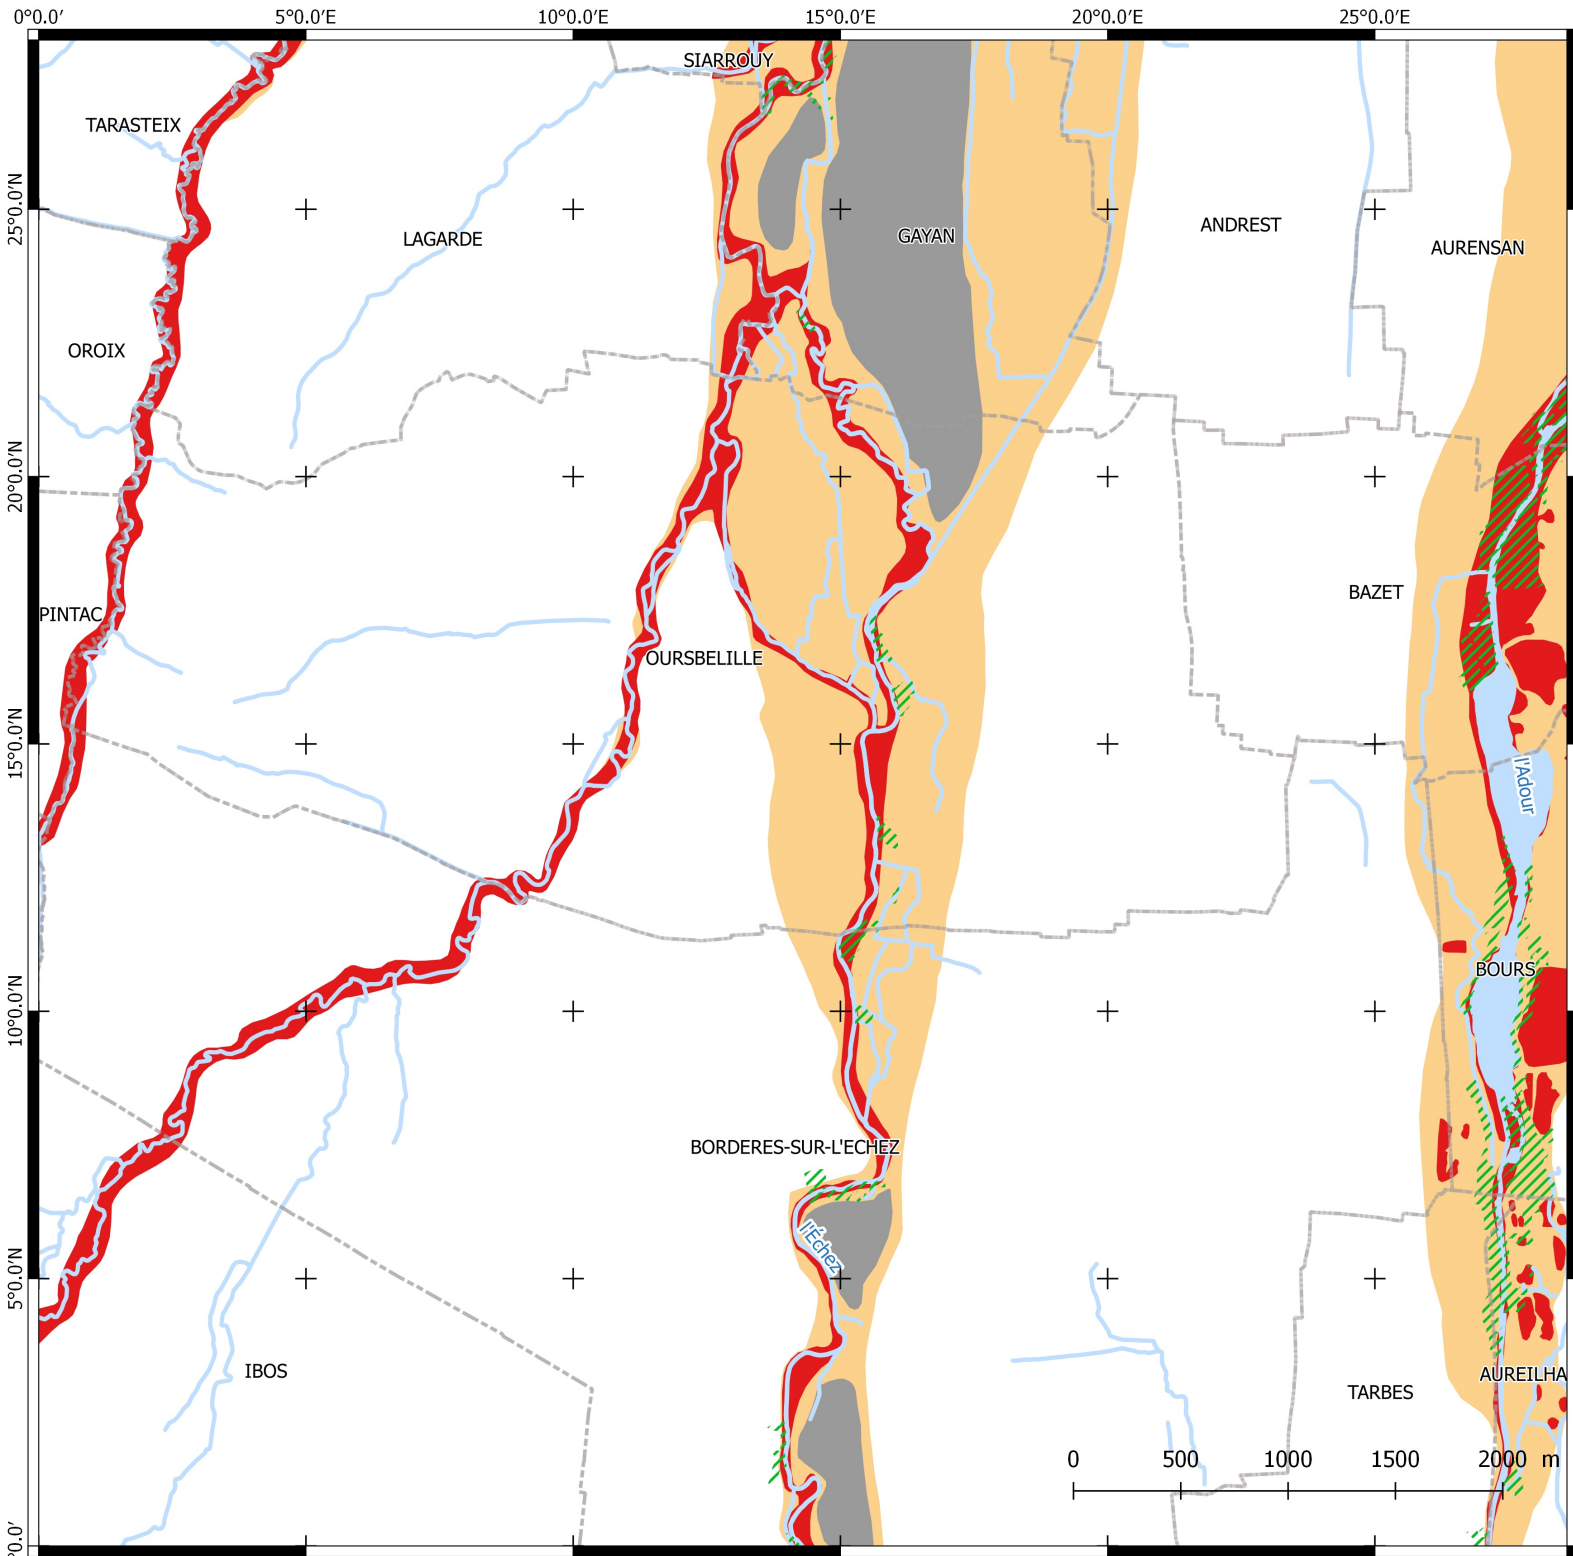 0°0.0′ 5°0.0′E 10°0.0′E 15°0.0′E 20°0.0′E 25°0.0′E
SIARROUY
TARASTEIX
25°0.0′N
LAGARDE
GAYAN
ANDREST
AURENSAN
OROIX
20°0.0′N
BAZET
PINTAC
OURSBELILLE
15°0.0′N
l'Adour
BOURS
10°0.0′N
BORDERES-SUR-L'ECHEZ
l'Échez
5°0.0′N
IBOS
AUREILHA
TARBES
0 500 1000 1500 2000 m
°0.0′